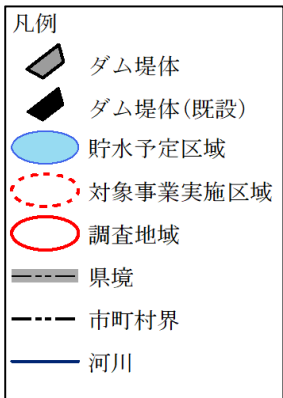 凡例
ダム堤体
ダム堤体(既設)
貯水予定区域
対象事業実施区域
調査地域
県境
市町村界
河川